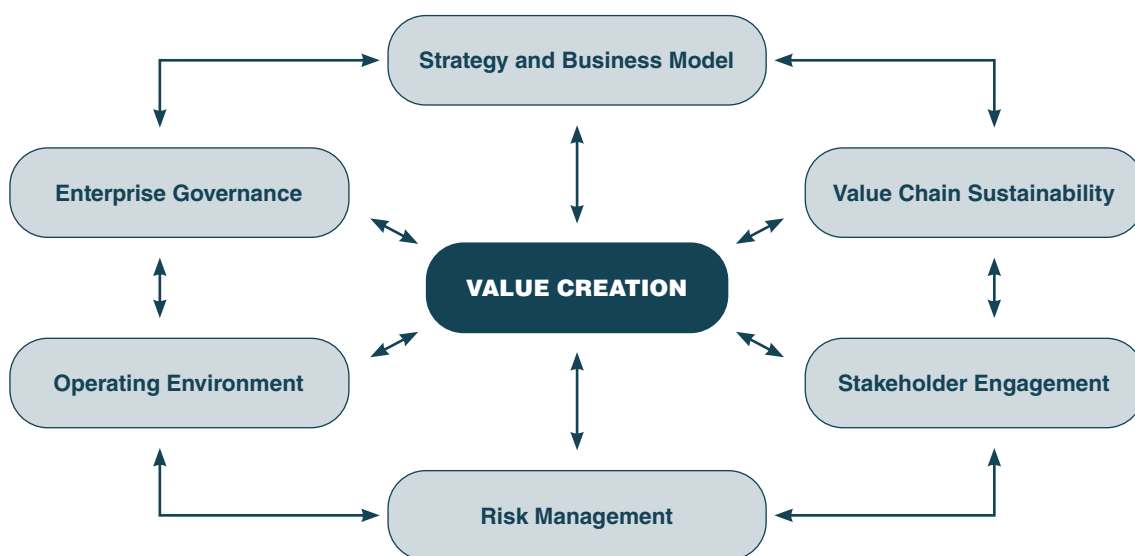 Strategy and Business Model
Enterprise Governance
Value Chain Sustainability
VALUE CREATION
Operating Environment
Stakeholder Engagement
Risk Management